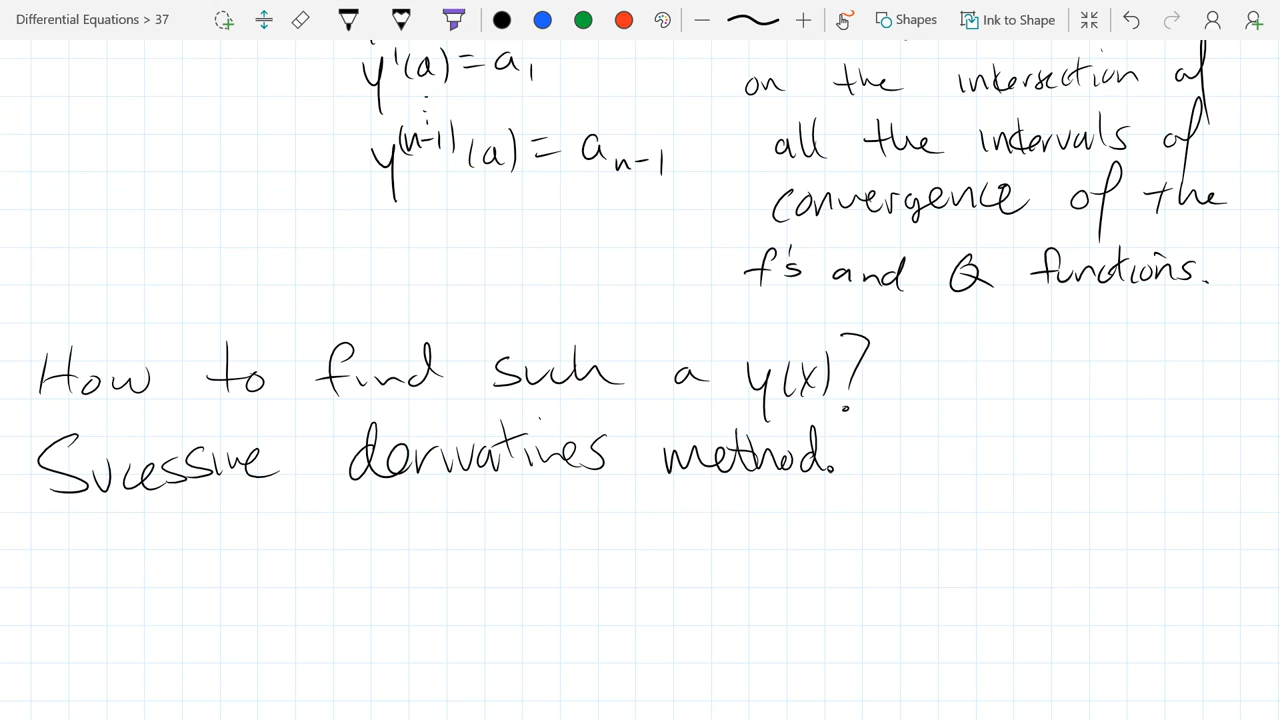 Differential Equations > 37
Shapes
Ink to Shape
y'(a) = a₁
⋮
y⁽ⁿ⁻¹⁾(a) = aₙ₋₁
on the intersection of
all the intervals of
convergence of the
f's and Q functions.
How to find such a y(x)?
Sucessive derivatives method.